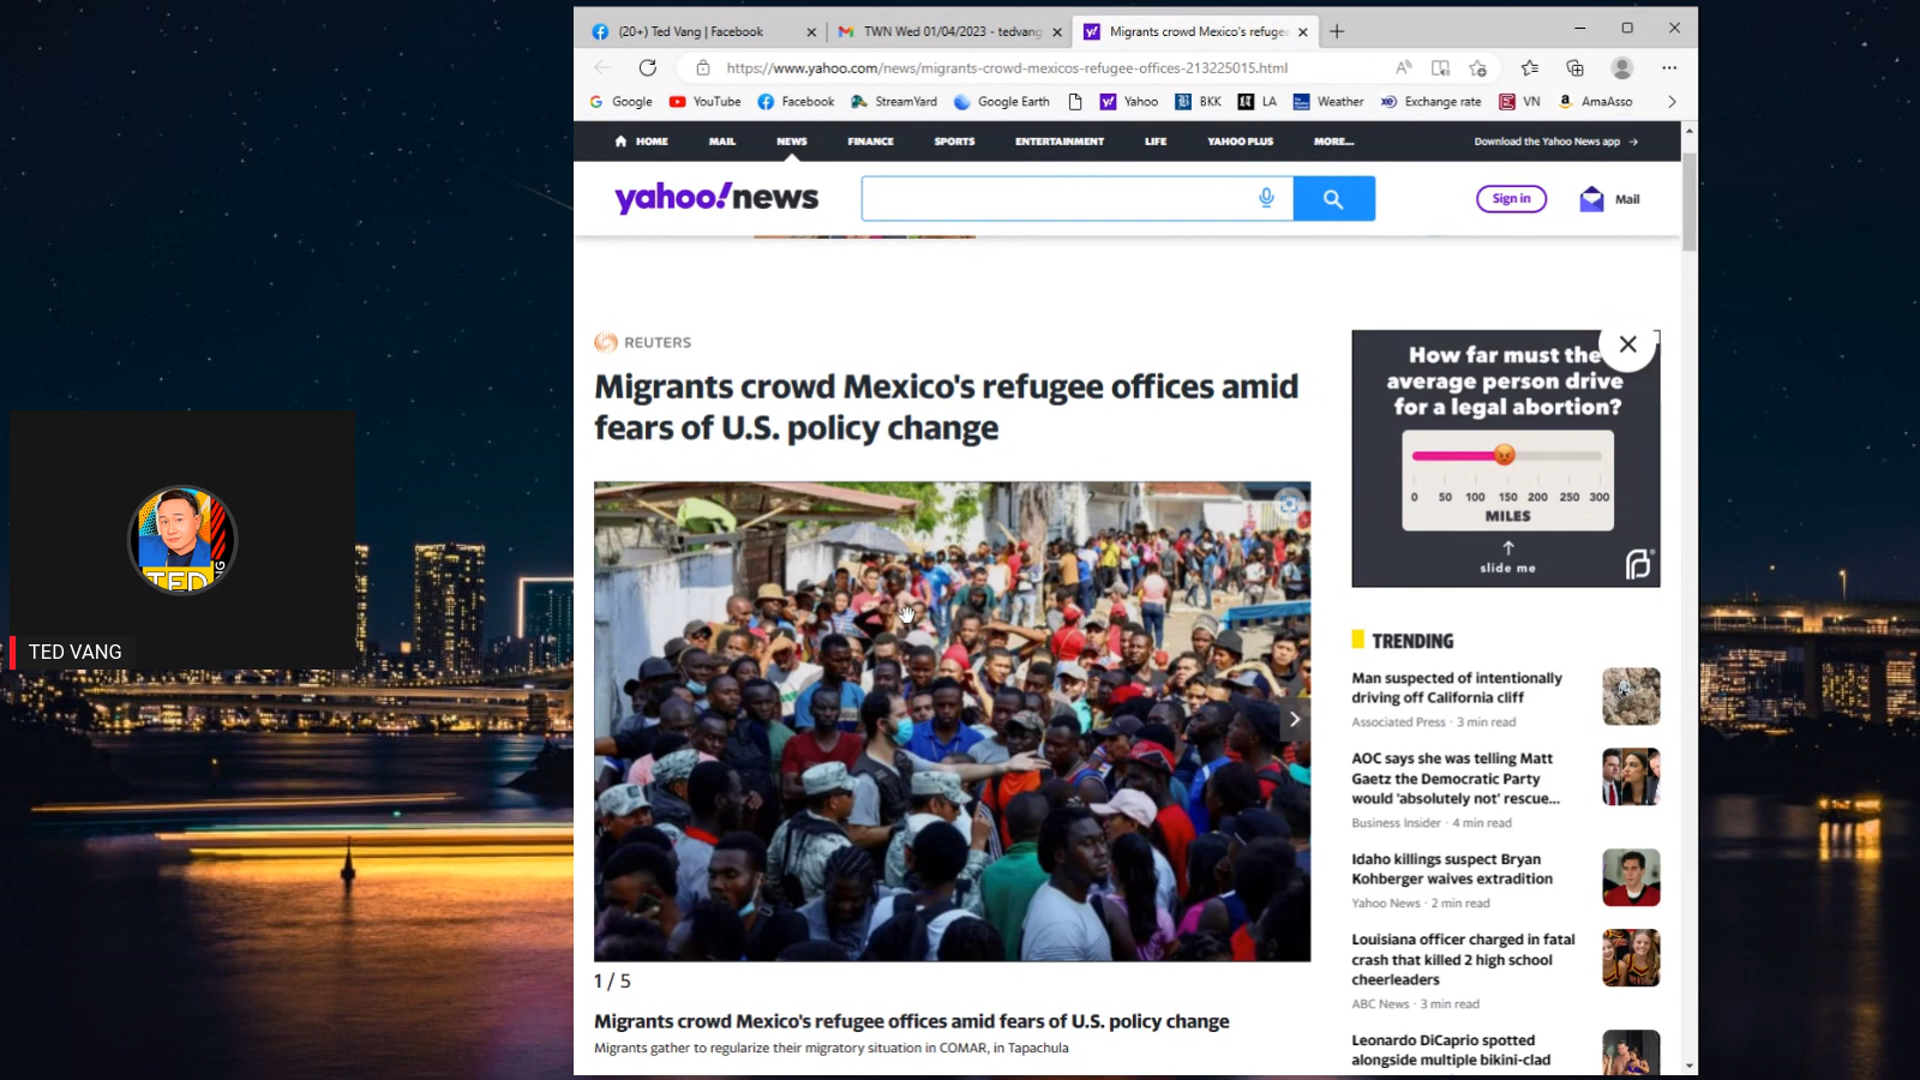 (20+) Ted Vang | Facebook
TWN Wed 01/04/2023 - tedvang
Migrants crowd Mexico's refuge
https://www.yahoo.com/news/migrants-crowd-mexicos-refugee-offices-213225015.html
Google YouTube Facebook StreamYard Google Earth Yahoo BKK LA Weather Exchange rate VN AmaAsso
HOME MAIL NEWS FINANCE SPORTS ENTERTAINMENT LIFE YAHOO PLUS MORE... Download the Yahoo News app →
yahoo!news
Sign in
Mail
REUTERS
Migrants crowd Mexico's refugee offices amid
fears of U.S. policy change
1 / 5
Migrants crowd Mexico's refugee offices amid fears of U.S. policy change
Migrants gather to regularize their migratory situation in COMAR, in Tapachula
How far must the
average person drive
for a legal abortion?
0 50 100 150 200 250 300
MILES
slide me
TRENDING
Man suspected of intentionally
driving off California cliff
Associated Press · 3 min read
AOC says she was telling Matt
Gaetz the Democratic Party
would 'absolutely not' rescue...
Business Insider · 4 min read
Idaho killings suspect Bryan
Kohberger waives extradition
Yahoo News · 2 min read
Louisiana officer charged in fatal
crash that killed 2 high school
cheerleaders
ABC News · 3 min read
Leonardo DiCaprio spotted
alongside multiple bikini-clad
TED
TED VANG